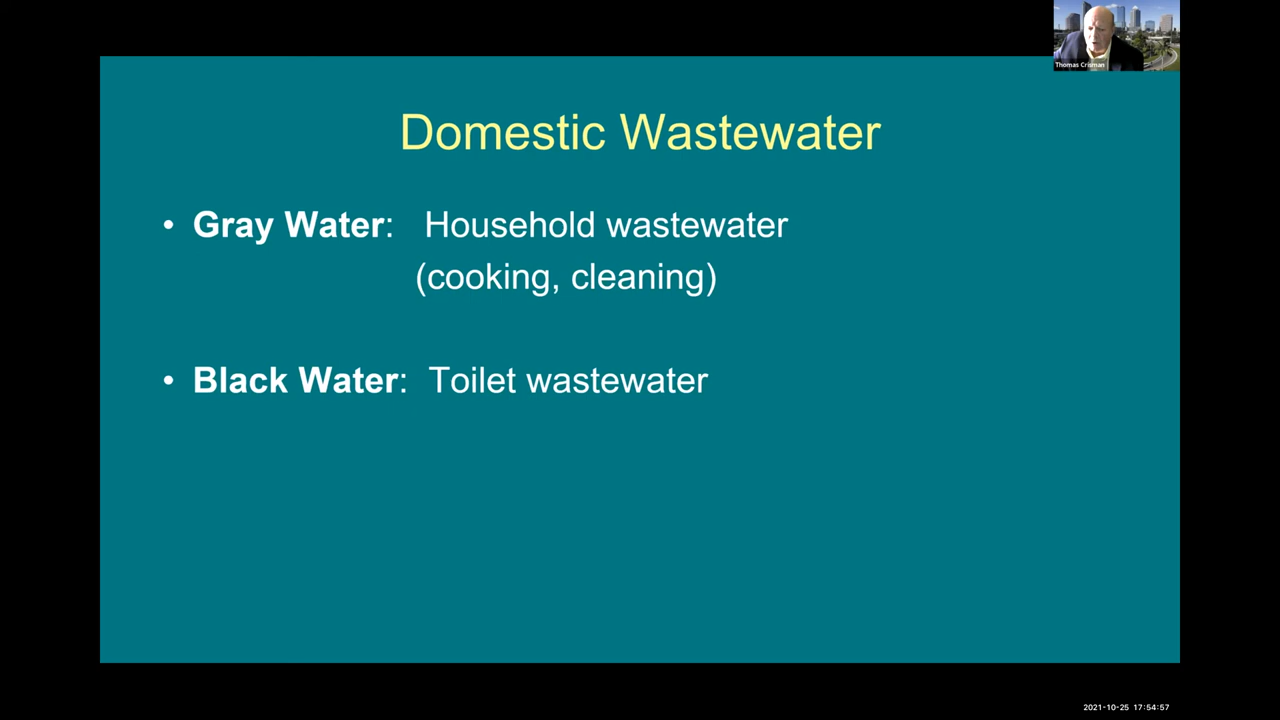 Thomas Crisman
Domestic Wastewater
• Gray Water: Household wastewater
(cooking, cleaning)
• Black Water: Toilet wastewater
2021-10-25 17:54:57